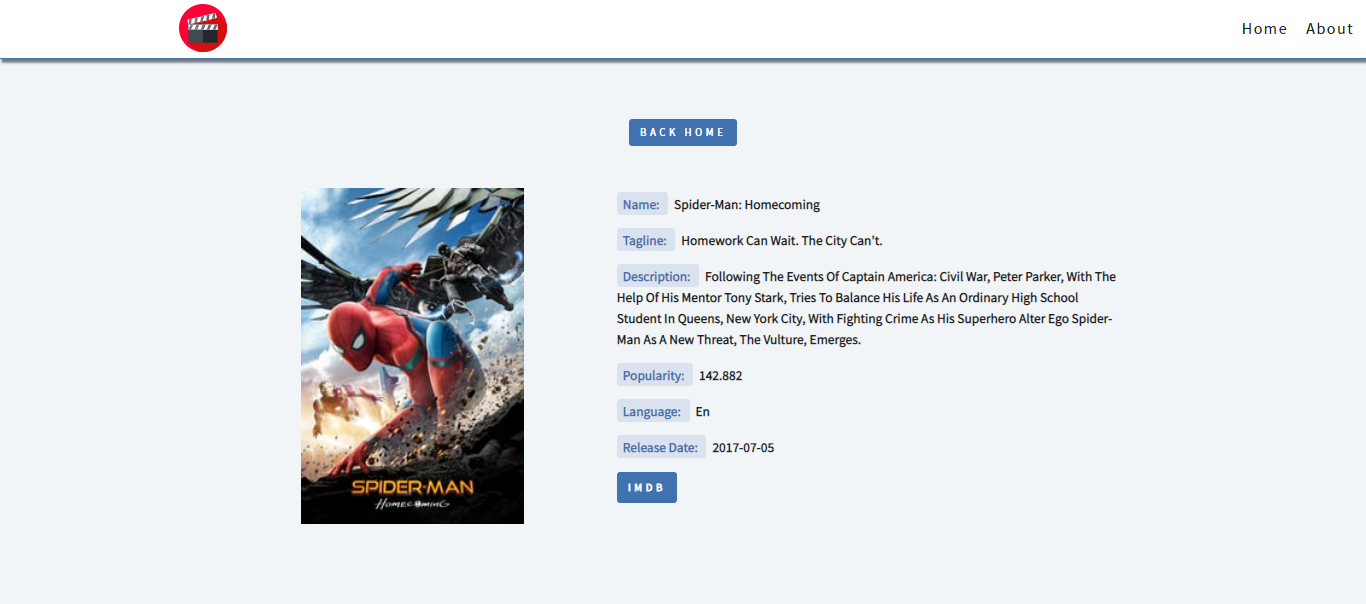 Home About
BACK HOME
Name: Spider-Man: Homecoming
Tagline: Homework Can Wait. The City Can't.
Description: Following The Events Of Captain America: Civil War, Peter Parker, With The
Help Of His Mentor Tony Stark, Tries To Balance His Life As An Ordinary High School
Student In Queens, New York City, With Fighting Crime As His Superhero Alter Ego Spider-
Man As A New Threat, The Vulture, Emerges.
Popularity: 142.882
Language: En
Release Date: 2017-07-05
IMDB
SPIDER-MAN
HOMECOMING